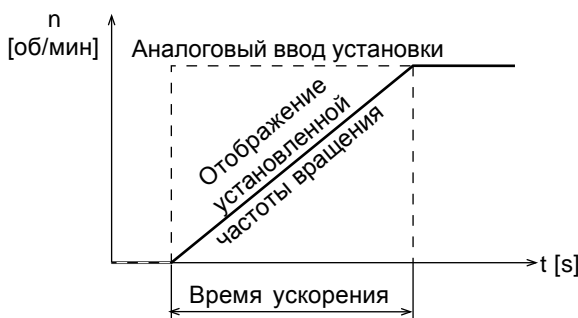 n
[об/мин]
Аналоговый ввод установки
Отображение
установленной
частоты вращения
t [s]
Время ускорения